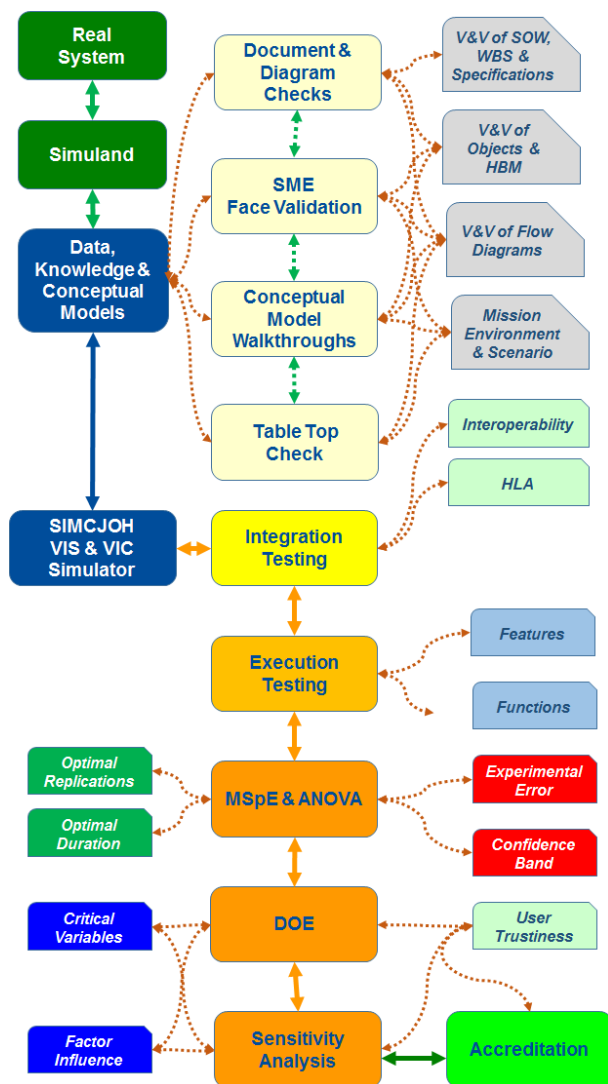 Real
System
Document &
Diagram
Checks
V&V of SOW,
WBS &
Specifications
Simuland
V&V of
Objects &
HBM
SME
Face Validation
Data,
Knowledge &
Conceptual
Models
V&V of Flow
Diagrams
Conceptual
Model
Walkthroughs
Mission
Environment
& Scenario
Table Top
Check
Interoperability
HLA
SIMCJOH
VIS & VIC
Simulator
Integration
Testing
Execution
Testing
Features
Functions
Optimal
Replications
Optimal
Duration
MSpE & ANOVA
Experimental
Error
Confidence
Band
Critical
Variables
DOE
User
Trustiness
Factor
Influence
Sensitivity
Analysis
Accreditation